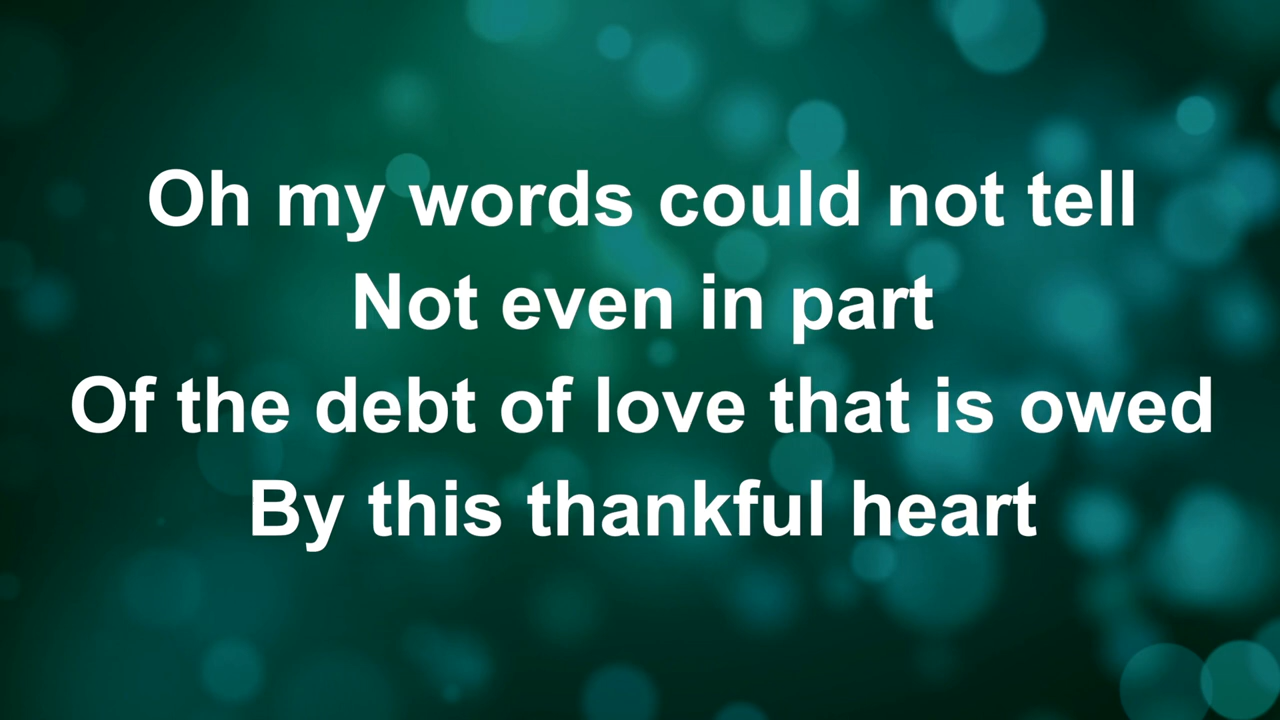 Oh my words could not tell
Not even in part
Of the debt of love that is owed
By this thankful heart